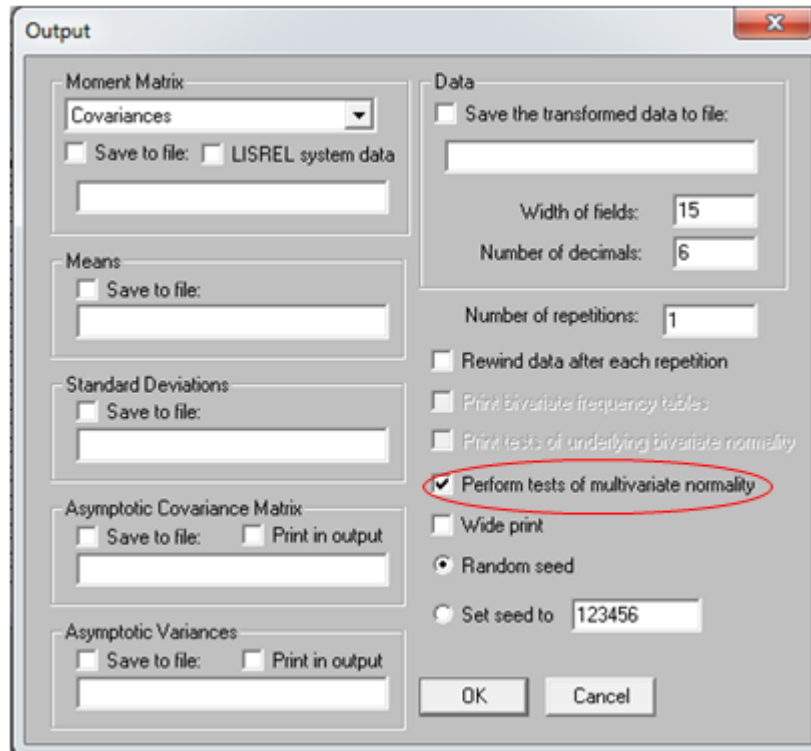 Output
Moment Matrix
Covariances
Save to file: LISREL system data
Means
Save to file:
Standard Deviations
Save to file:
Asymptotic Covariance Matrix
Save to file: Print in output
Asymptotic Variances
Save to file: Print in output
Data
Save the transformed data to file:
Width of fields: 15
Number of decimals: 6
Number of repetitions: 1
Rewind data after each repetition
Print bivariate frequency tables
Print tests of underlying bivariate normality
Perform tests of multivariate normality
Wide print
Random seed
Set seed to 123456
OK Cancel